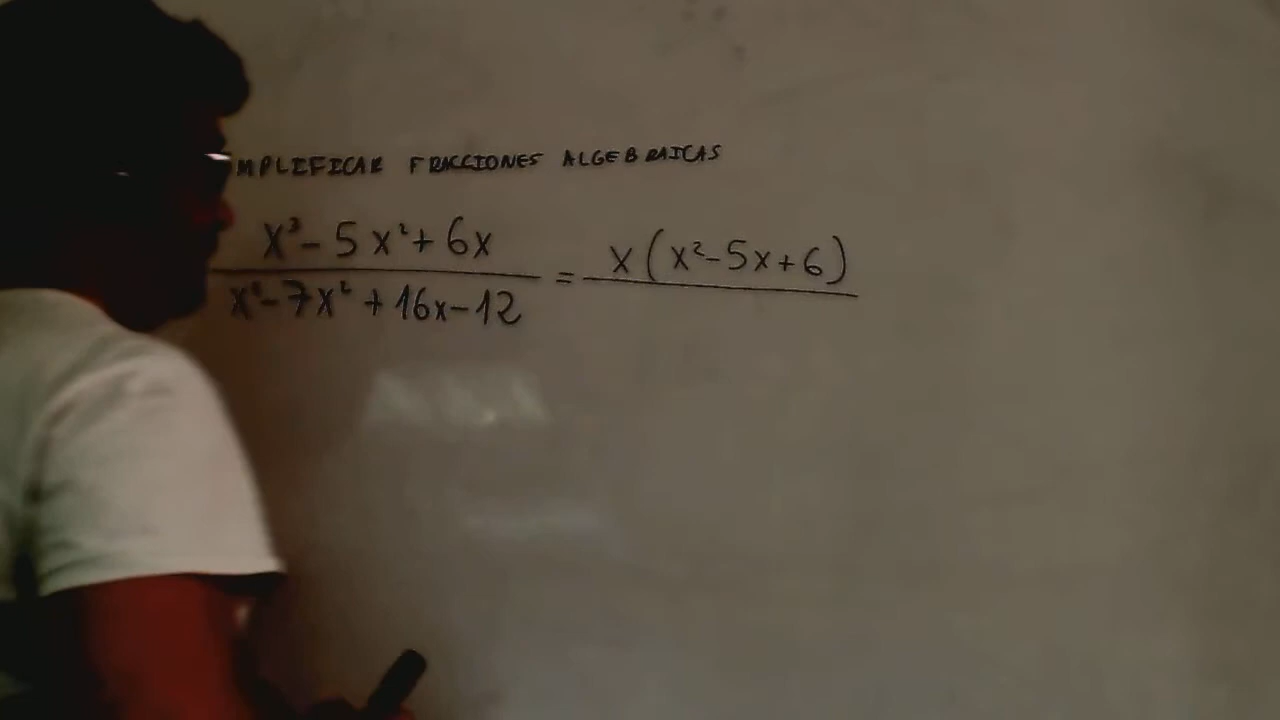 MPLIFICAR FRACCIONES ALGEBRAICAS
x³-5x²+6x
x³-7x²+16x-12
=
x(x²-5x+6)